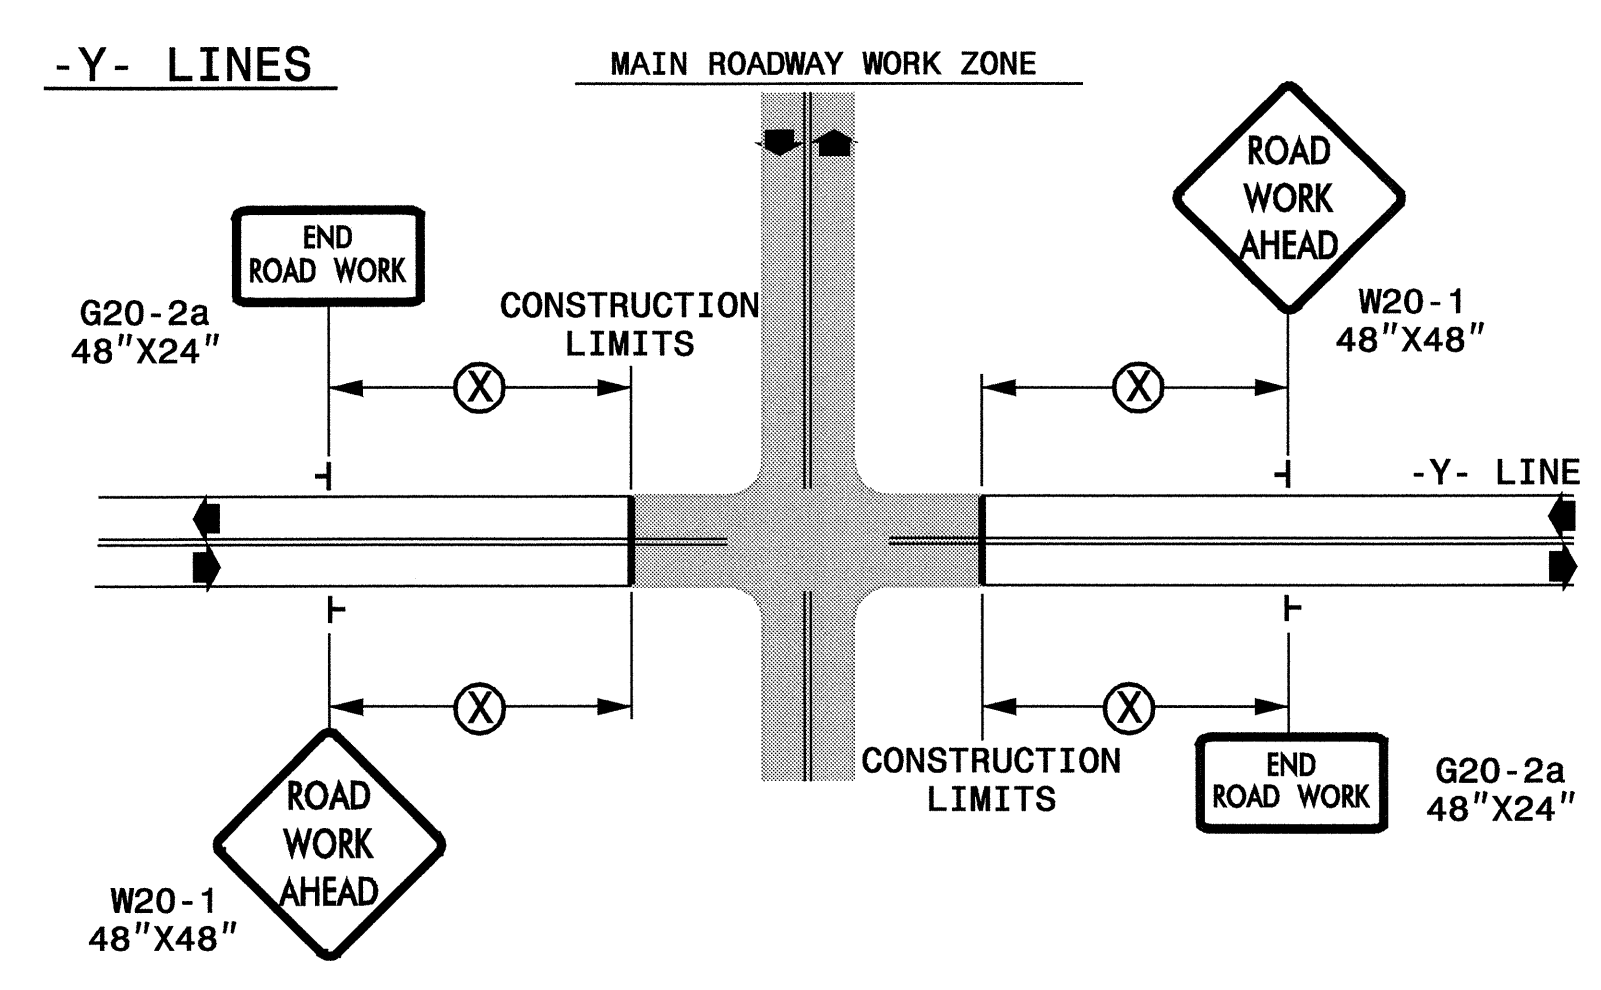 -Y- LINES
MAIN ROADWAY WORK ZONE
ROAD
WORK
AHEAD
END
ROAD WORK
G20-2a
48"X24"
CONSTRUCTION
LIMITS
W20-1
48"X48"
X
X
-Y- LINE
X
X
CONSTRUCTION
LIMITS
END
ROAD WORK
G20-2a
48"X24"
ROAD
WORK
AHEAD
W20-1
48"X48"